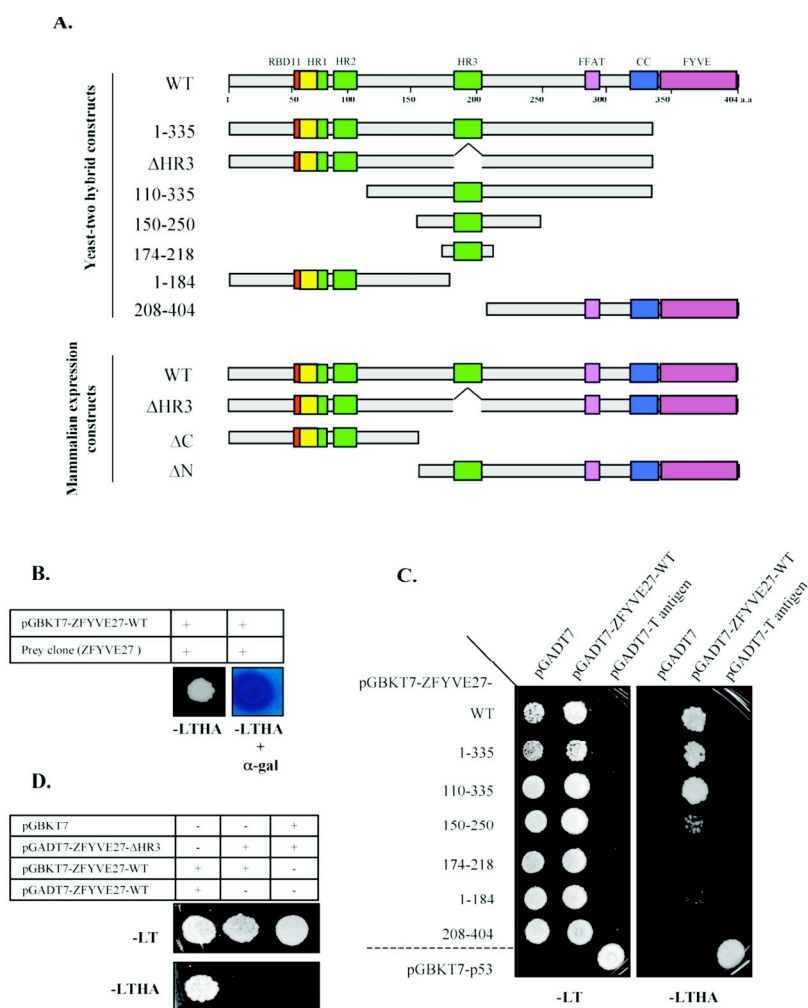 A.
RBD11 HR1 HR2 HR3 FFAT CC FYVE
Yeast-two hybrid constructs
WT
1 50 100 150 200 250 300 350 404 a.a
1-335
ΔHR3
110-335
150-250
174-218
1-184
208-404
Mammalian expression constructs
WT
ΔHR3
ΔC
ΔN
B.
pGBKT7-ZFYVE27-WT + +
Prey clone (ZFYVE27 ) + +
-LTHA -LTHA
+
α-gal
C.
pGADT7 pGADT7-ZFYVE27-WT pGADT7-T antigen pGADT7 pGADT7-ZFYVE27-WT pGADT7-T antigen
pGBKT7-ZFYVE27-
WT
1-335
110-335
150-250
174-218
1-184
208-404
pGBKT7-p53
-LT -LTHA
D.
pGBKT7 - - +
pGADT7-ZFYVE27-ΔHR3 - + +
pGBKT7-ZFYVE27-WT + + -
pGADT7-ZFYVE27-WT + - -
-LT
-LTHA